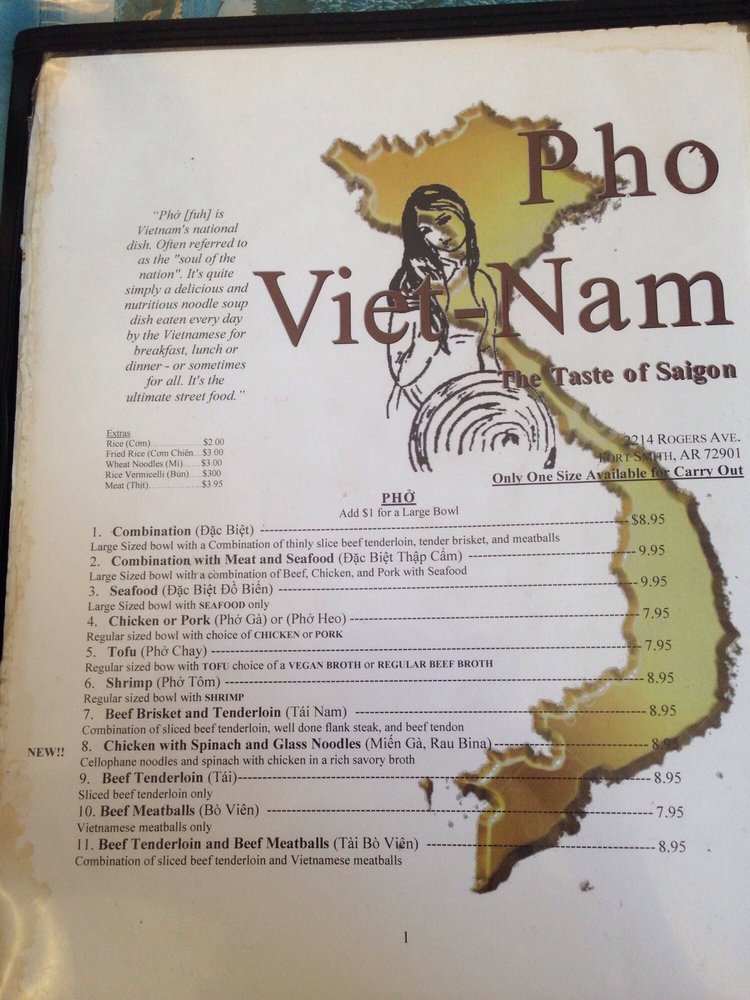 Pho
Viet-Nam
The Taste of Saigon
"Phở [fuh] is
Vietnam's national
dish. Often referred to
as the "soul of the
nation". It's quite
simply a delicious and
nutritious noodle soup
dish eaten every day
by the Vietnamese for
breakfast, lunch or
dinner - or sometimes
for all. It's the
ultimate street food."
2214 ROGERS AVE.
FORT SMITH, AR 72901
Only One Size Available for Carry Out
Extras
Rice (Cơm)................$2.00
Fried Rice (Cơm Chiên...$3.00
Wheat Noodles (Mì)......$3.00
Rice Vermicelli (Bún)....$300
Meat (Thịt)...................$3.95
PHỞ
Add $1 for a Large Bowl
1. Combination (Đặc Biệt) ------------------------$8.95
Large Sized bowl with a Combination of thinly slice beef tenderloin, tender brisket, and meatballs
2. Combination with Meat and Seafood (Đặc Biệt Thập Cẩm) ------------------------ 9.95
Large Sized bowl with a combination of Beef, Chicken, and Pork with Seafood
3. Seafood (Đặc Biệt Đồ Biển) ------------------------ 9.95
Large Sized bowl with SEAFOOD only
4. Chicken or Pork (Phở Gà) or (Phở Heo) ------------------------ 7.95
Regular sized bowl with choice of CHICKEN or PORK
5. Tofu (Phở Chay) ------------------------ 7.95
Regular sized bow with TOFU choice of a VEGAN BROTH or REGULAR BEEF BROTH
6. Shrimp (Phở Tôm) ------------------------ 8.95
Regular sized bowl with SHRIMP
7. Beef Brisket and Tenderloin (Tái Nam) ------------------------ 8.95
Combination of sliced beef tenderloin, well done flank steak, and beef tendon
NEW!! 8. Chicken with Spinach and Glass Noodles (Miến Gà, Rau Bina)------------------------ 8.95
Cellophane noodles and spinach with chicken in a rich savory broth
9. Beef Tenderloin (Tái)------------------------8.95
Sliced beef tenderloin only
10. Beef Meatballs (Bò Viên) ------------------------ 7.95
Vietnamese meatballs only
11. Beef Tenderloin and Beef Meatballs (Tài Bò Viên) ------------------------ 8.95
Combination of sliced beef tenderloin and Vietnamese meatballs
1